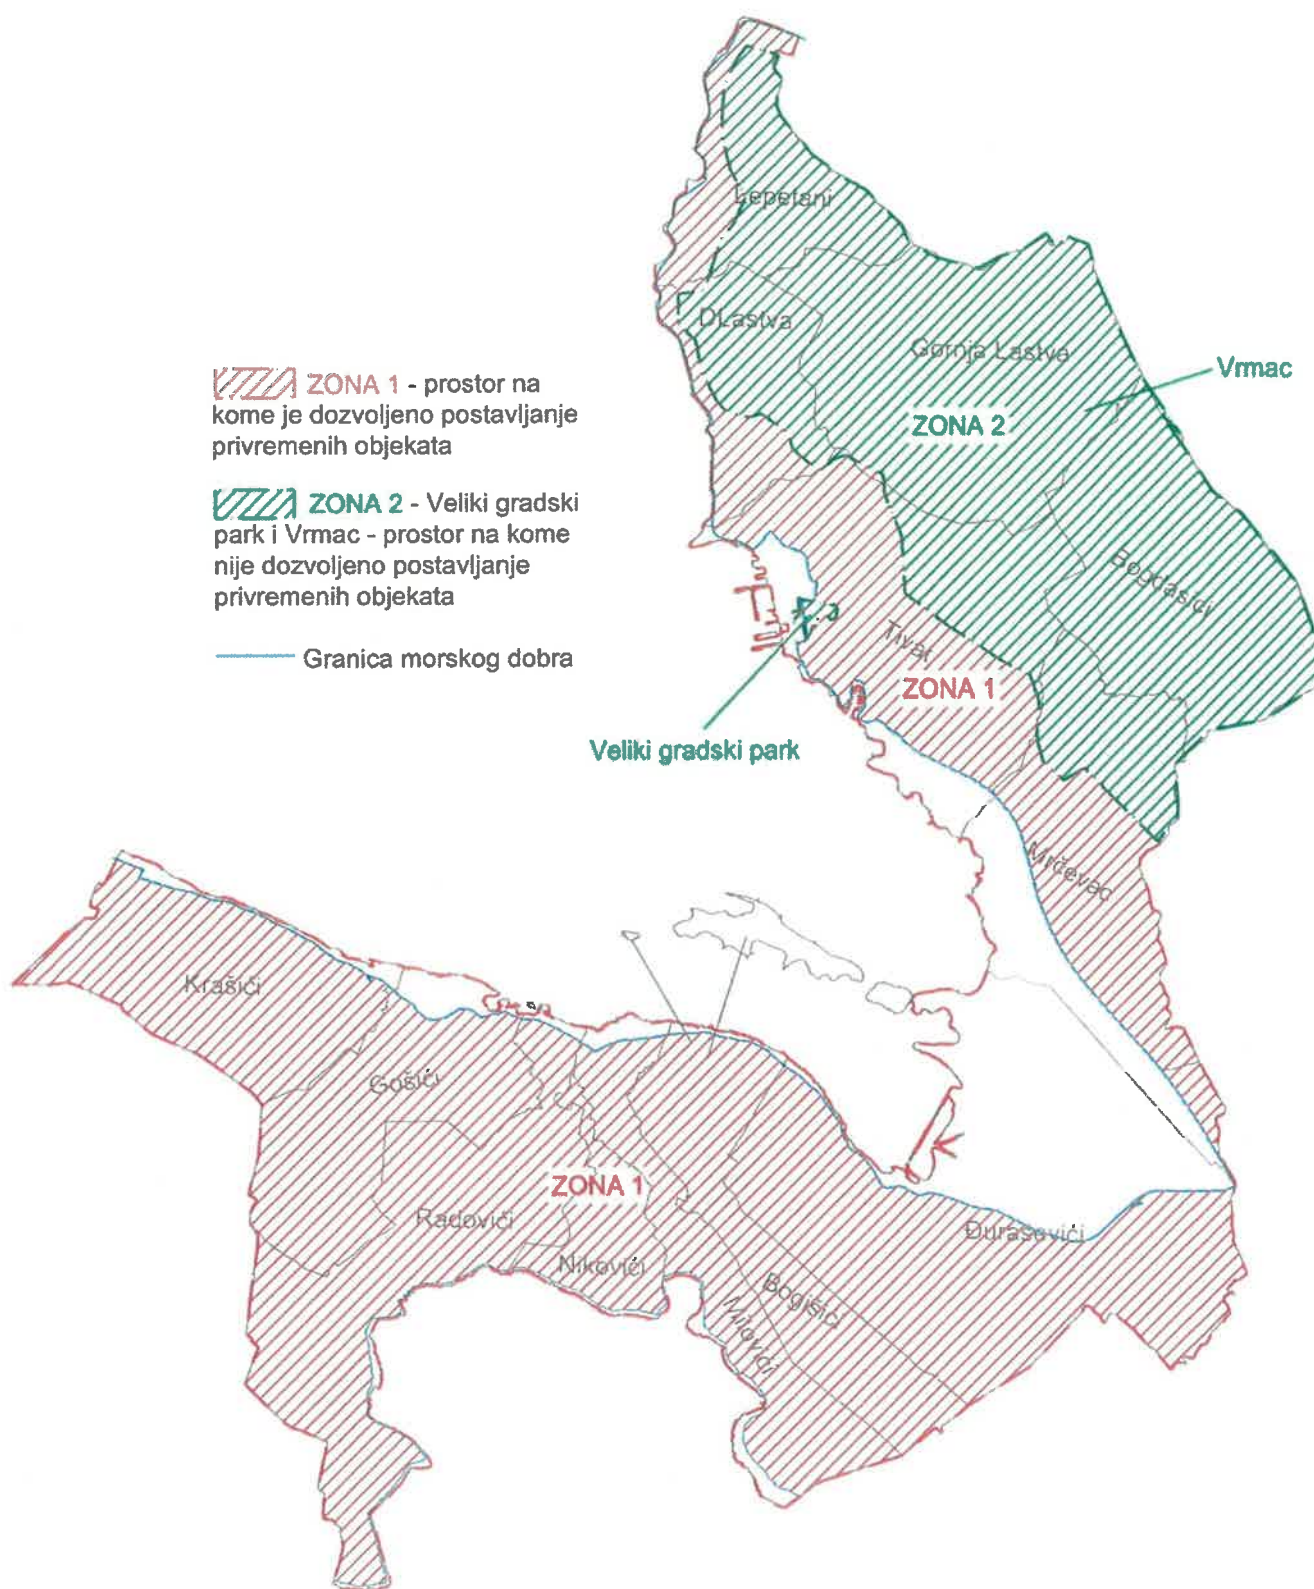 Lepetani
DLastva
Gornja Lastva
Vrmac
ZONA 2
ZONA 1 - prostor na
kome je dozvoljeno postavljanje
privremenih objekata
ZONA 2 - Veliki gradski
park i Vrmac - prostor na kome
nije dozvoljeno postavljanje
privremenih objekata
Granica morskog dobra
Bogdašići
Tivat
ZONA 1
Veliki gradski park
Mrčevac
Krašići
Gošići
ZONA 1
Radovići
Nikovići
Đuraševići
Bogišići
Milovići